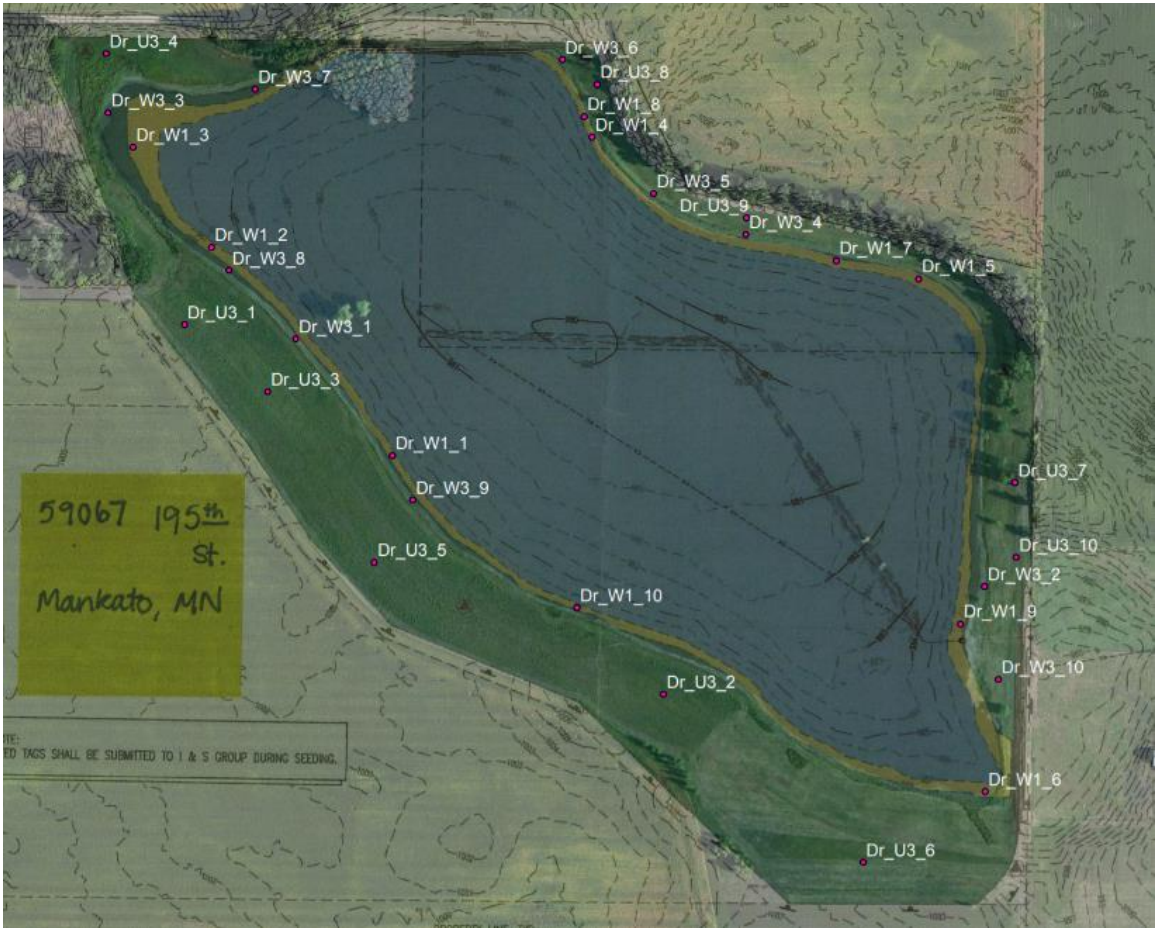 Dr_U3_4
Dr_W3_6
Dr_W3_7
Dr_U3_8
Dr_W3_3
Dr_W1_8
Dr_W1_4
Dr_W1_3
Dr_W3_5
Dr_U3_9
Dr_W3_4
Dr_W1_2
Dr_W1_7
Dr_W3_8
Dr_W1_5
Dr_U3_1
Dr_W3_1
Dr_U3_3
Dr_W1_1
Dr_U3_7
Dr_W3_9
59067 195th
St.
Mankato, MN
Dr_U3_5
Dr_U3_10
Dr_W3_2
Dr_W1_10
Dr_W1_9
Dr_U3_2
Dr_W3_10
TE:
ED TAGS SHALL BE SUBMITTED TO I & S GROUP DURING SEEDING.
Dr_W1_6
Dr_U3_6